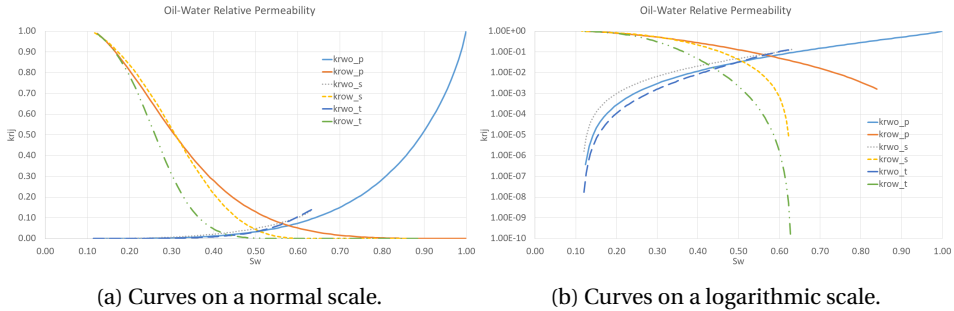 Oil-Water Relative Permeability
1.00
0.90
0.80
0.70
0.60
0.50
0.40
0.30
0.20
0.10
0.00
krij
krwo_p
krow_p
krwo_s
krow_s
krwo_t
krow_t
0.00 0.10 0.20 0.30 0.40 0.50 0.60 0.70 0.80 0.90 1.00
Sw
(a) Curves on a normal scale.
Oil-Water Relative Permeability
1.00E+00
1.00E-01
1.00E-02
1.00E-03
1.00E-04
1.00E-05
1.00E-06
1.00E-07
1.00E-08
1.00E-09
1.00E-10
krij
krwo_p
krow_p
krwo_s
krow_s
krwo_t
krow_t
0.00 0.10 0.20 0.30 0.40 0.50 0.60 0.70 0.80 0.90 1.00
Sw
(b) Curves on a logarithmic scale.